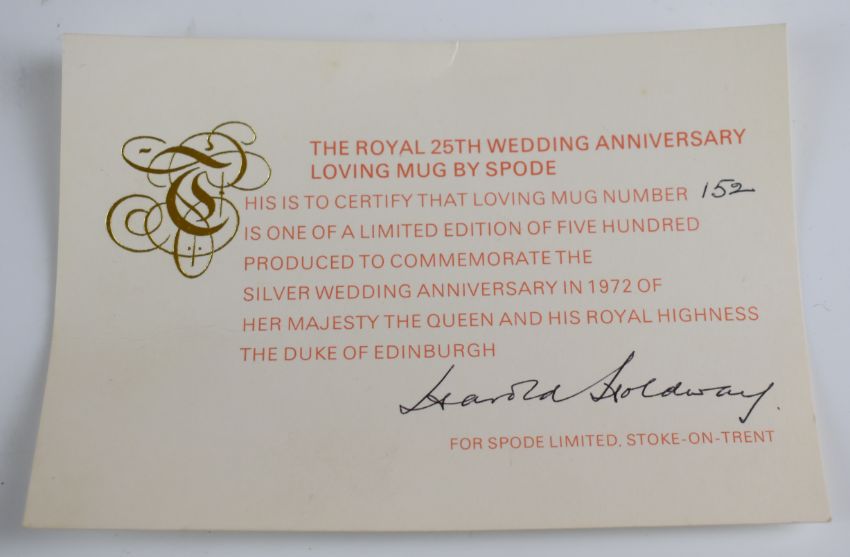 THE ROYAL 25TH WEDDING ANNIVERSARY
LOVING MUG BY SPODE
THIS IS TO CERTIFY THAT LOVING MUG NUMBER 152
IS ONE OF A LIMITED EDITION OF FIVE HUNDRED
PRODUCED TO COMMEMORATE THE
SILVER WEDDING ANNIVERSARY IN 1972 OF
HER MAJESTY THE QUEEN AND HIS ROYAL HIGHNESS
THE DUKE OF EDINBURGH
Harold Holdway.
FOR SPODE LIMITED, STOKE-ON-TRENT